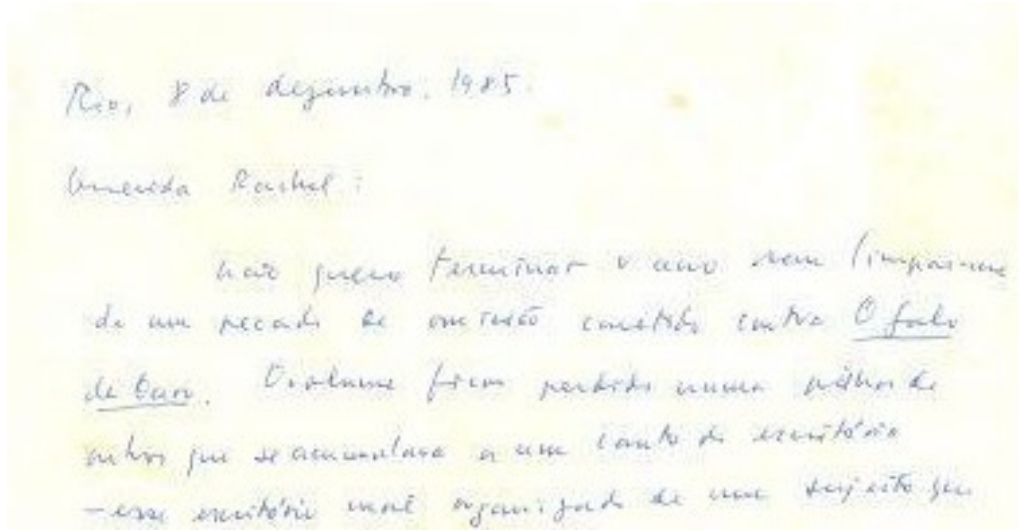 Rio, 8 de dezembro, 1985.
Querida Rachel:
não quero terminar o ano sem limpar-me
de um pecado de omissão cometido contra O galo
de Ouro. O volume ficou perdido numa pilha de
outros que se acumulava a um canto do escritório
– esse escritório mal organizado de um sujeito que